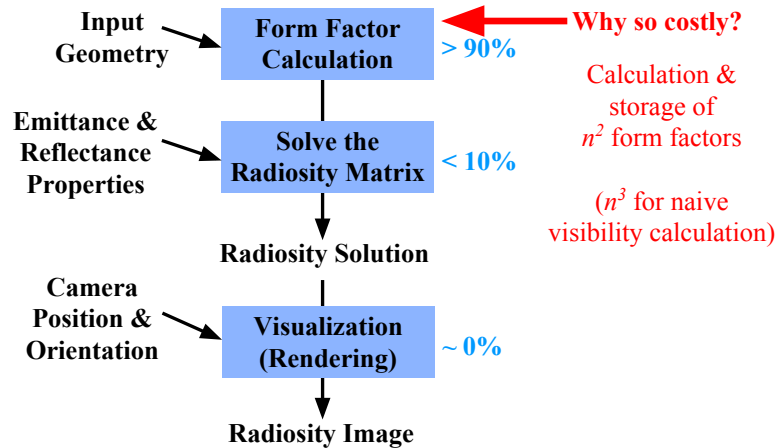 Input
Geometry
Form Factor
Calculation
> 90%
Why so costly?
Calculation &
storage of
n² form factors
(n³ for naive
visibility calculation)
Emittance &
Reflectance
Properties
Solve the
Radiosity Matrix
< 10%
Radiosity Solution
Camera
Position &
Orientation
Visualization
(Rendering)
~ 0%
Radiosity Image